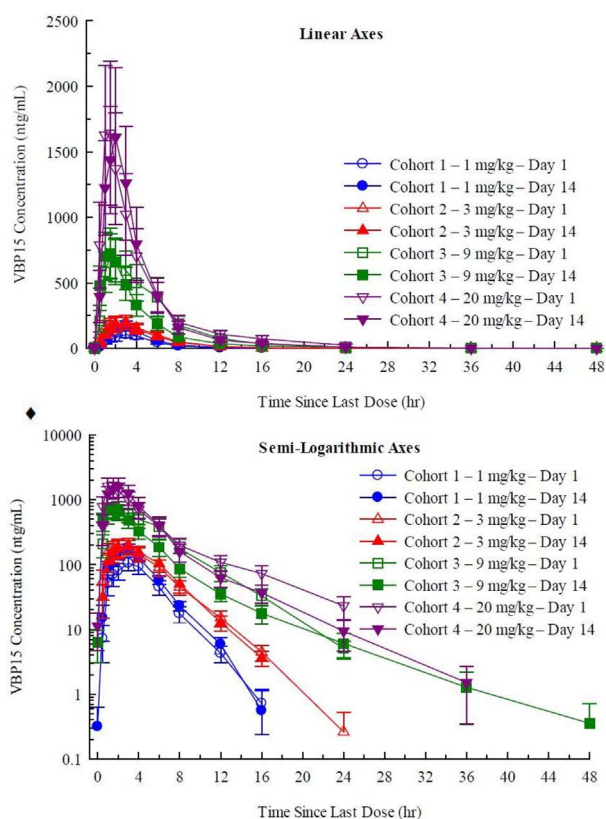 Linear Axes
VBP15 Concentration (ntg/mL)
2500
2000
1500
1000
500
0
Cohort 1 – 1 mg/kg – Day 1
Cohort 1 – 1 mg/kg – Day 14
Cohort 2 – 3 mg/kg – Day 1
Cohort 2 – 3 mg/kg – Day 14
Cohort 3 – 9 mg/kg – Day 1
Cohort 3 – 9 mg/kg – Day 14
Cohort 4 – 20 mg/kg – Day 1
Cohort 4 – 20 mg/kg – Day 14
0 4 8 12 16 20 24 28 32 36 40 44 48
Time Since Last Dose (hr)
Semi-Logarithmic Axes
VBP15 Concentration (ntg/mL)
10000
1000
100
10
1
0.1
Cohort 1 – 1 mg/kg – Day 1
Cohort 1 – 1 mg/kg – Day 14
Cohort 2 – 3 mg/kg – Day 1
Cohort 2 – 3 mg/kg – Day 14
Cohort 3 – 9 mg/kg – Day 1
Cohort 3 – 9 mg/kg – Day 14
Cohort 4 – 20 mg/kg – Day 1
Cohort 4 – 20 mg/kg – Day 14
0 4 8 12 16 20 24 28 32 36 40 44 48
Time Since Last Dose (hr)